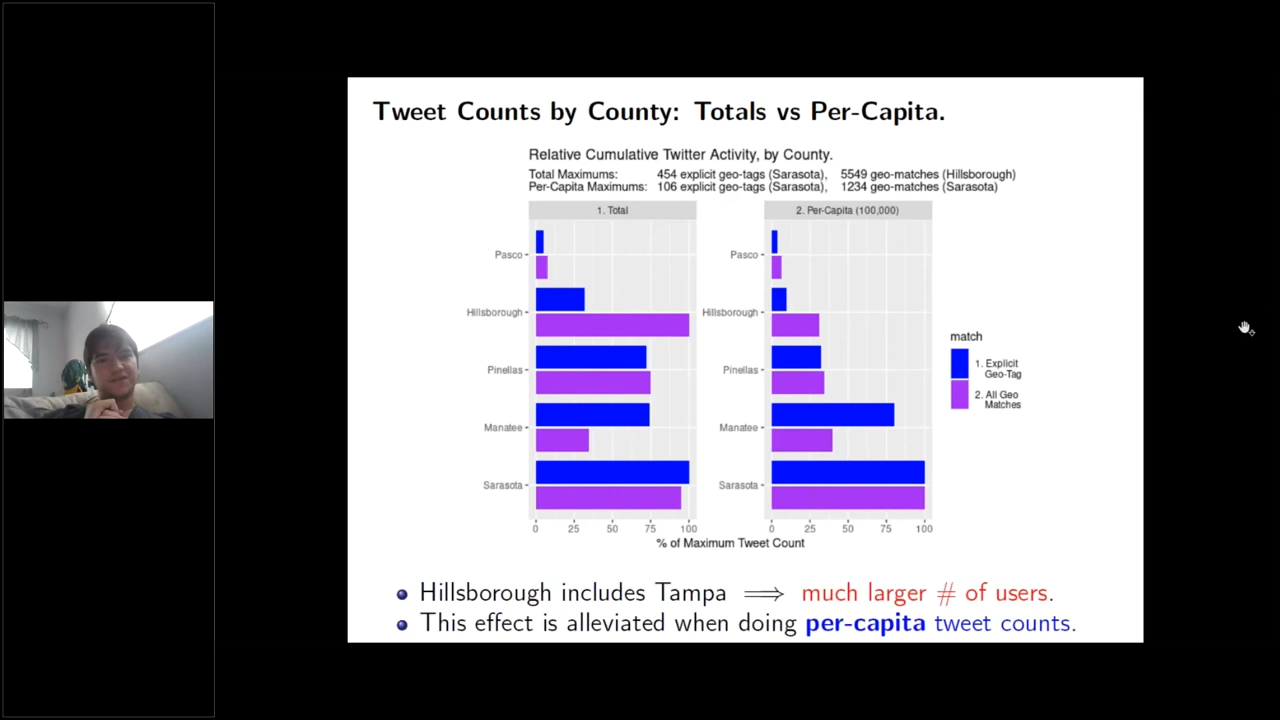 Tweet Counts by County: Totals vs Per-Capita.
Relative Cumulative Twitter Activity, by County.
Total Maximums: 454 explicit geo-tags (Sarasota), 5549 geo-matches (Hillsborough)
Per-Capita Maximums: 106 explicit geo-tags (Sarasota), 1234 geo-matches (Sarasota)
1. Total
2. Per-Capita (100,000)
Pasco
Hillsborough
Pinellas
Manatee
Sarasota
0 25 50 75 100
Pasco
Hillsborough
Pinellas
Manatee
Sarasota
0 25 50 75 100
% of Maximum Tweet Count
match
1. Explicit
Geo-Tag
2. All Geo
Matches
Hillsborough includes Tampa ⟹ much larger # of users.
This effect is alleviated when doing per-capita tweet counts.